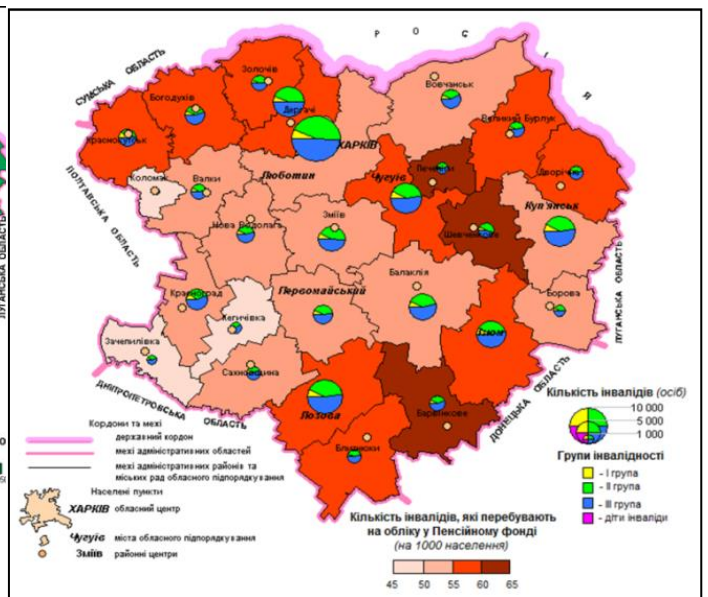 Р О С І Я
СУМСЬКА ОБЛАСТЬ
Золочів
Вовчанськ
Богодухів
Дергачі
Великий Бурлук
Краснокутськ
ХАРКІВ
Дворічна
Печеніги
Коломак
Валки
Люботин
Чугуїв
Куп'янськ
ПОЛТАВСЬКА ОБЛАСТЬ
Нова Водолага
Зміїв
Шевченкове
ЛУГАНСЬКА ОБЛАСТЬ
Балаклія
Красноград
Первомайський
Борова
ЛУГАНСЬКА ОБЛАСТЬ
Кегичівка
Ізюм
Зачепилівка
Сахновщина
ДНІПРОПЕТРОВСЬКА ОБЛАСТЬ
Лозова
Барвінкове
ДОНЕЦЬКА ОБЛАСТЬ
Близнюки
Кордони та межі
державний кордон
межі адміністративних областей
межі адміністративних районів та
міських рад обласного підпорядкування
Населені пункти
ХАРКІВ обласний центр
Чугуїв міста обласного підпорядкування
Зміїв районні центри
Кількість інвалідів (осіб)
10 000
5 000
1 000
Групи інвалідності
- І група
- ІІ група
- ІІІ група
- діти інваліди
Кількість інвалідів, які перебувають
на обліку у Пенсійному фонді
(на 1000 населення)
45 50 55 60 65